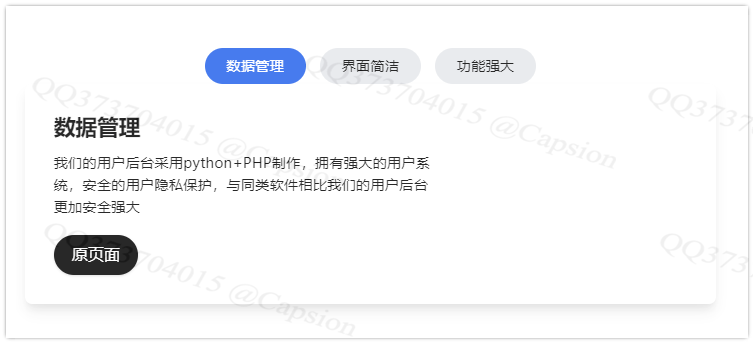 数据管理
界面简洁
功能强大
数据管理
我们的用户后台采用python+PHP制作，拥有强大的用户系
统，安全的用户隐私保护，与同类软件相比我们的用户后台
更加安全强大
原页面
QQ373704015 @Capsion
QQ373704015 @Capsion
QQ373704015 @Capsion